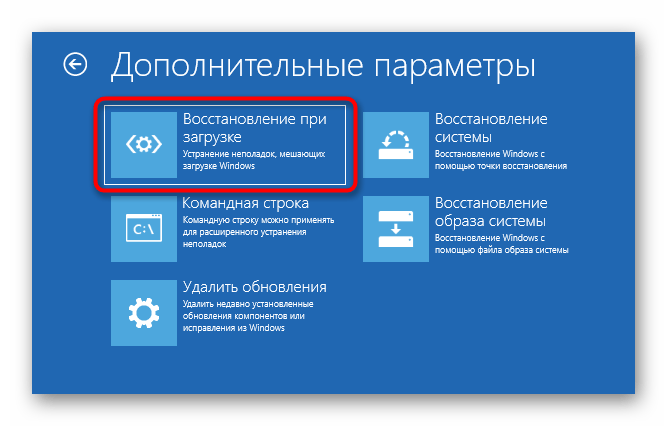 Дополнительные параметры
Восстановление при
загрузке
Устранение неполадок, мешающих
загрузке Windows
Командная строка
Командную строку можно применять
для расширенного устранения
неполадок
C:\
Удалить обновления
Удалить недавно установленные
обновления компонентов или
исправления из Windows
Восстановление
системы
Восстановление Windows с
помощью точки восстановления
Восстановление
образа системы
Восстановление Windows с
помощью файла образа системы